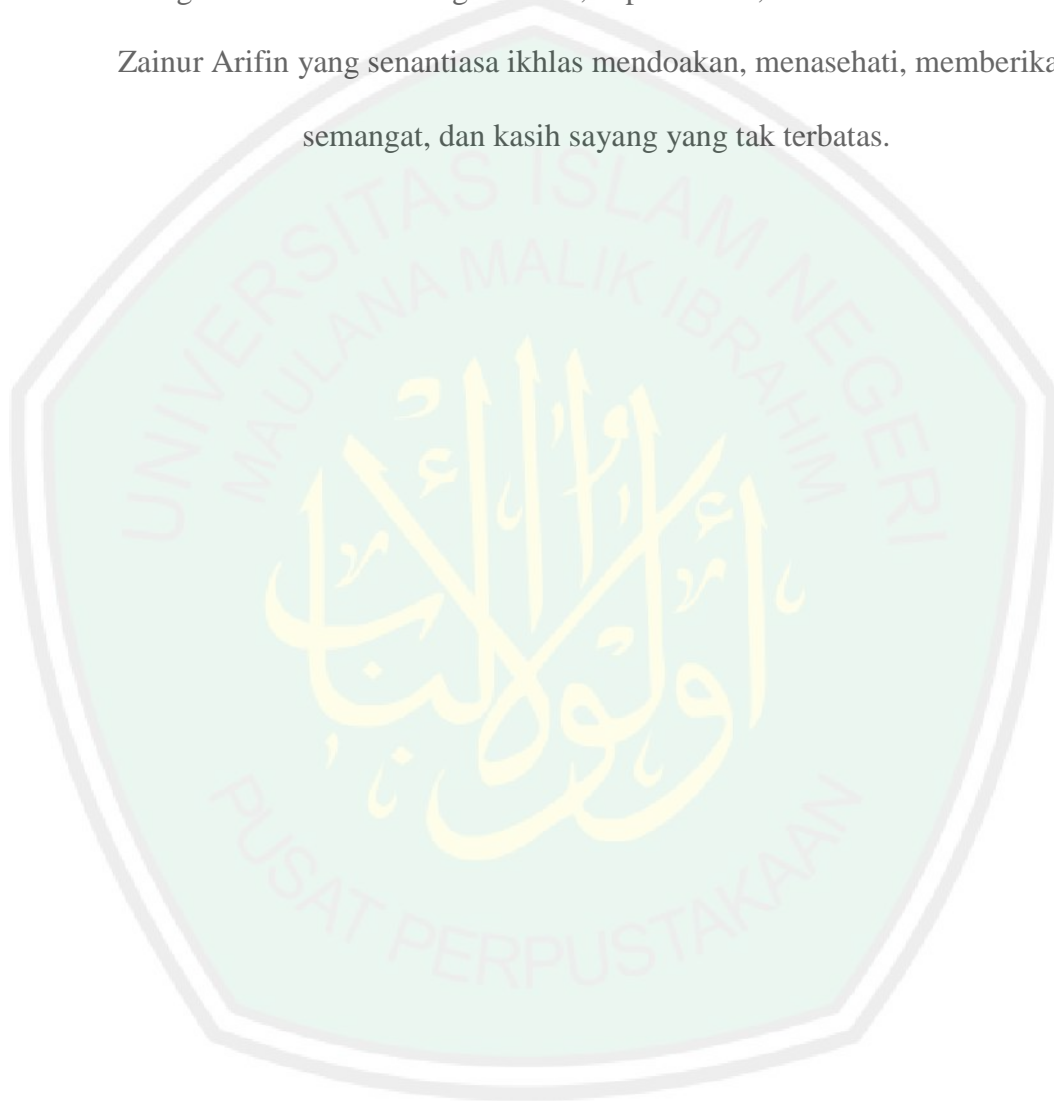 Zainur Arifin yang senantiasa ikhlas mendoakan, menasehati, memberika
semangat, dan kasih sayang yang tak terbatas.
UNIVERSITAS ISLAM NEGERI
MAULANA MALIK IBRAHIM
أولوا الألباب
PUSAT PERPUSTAKAAN